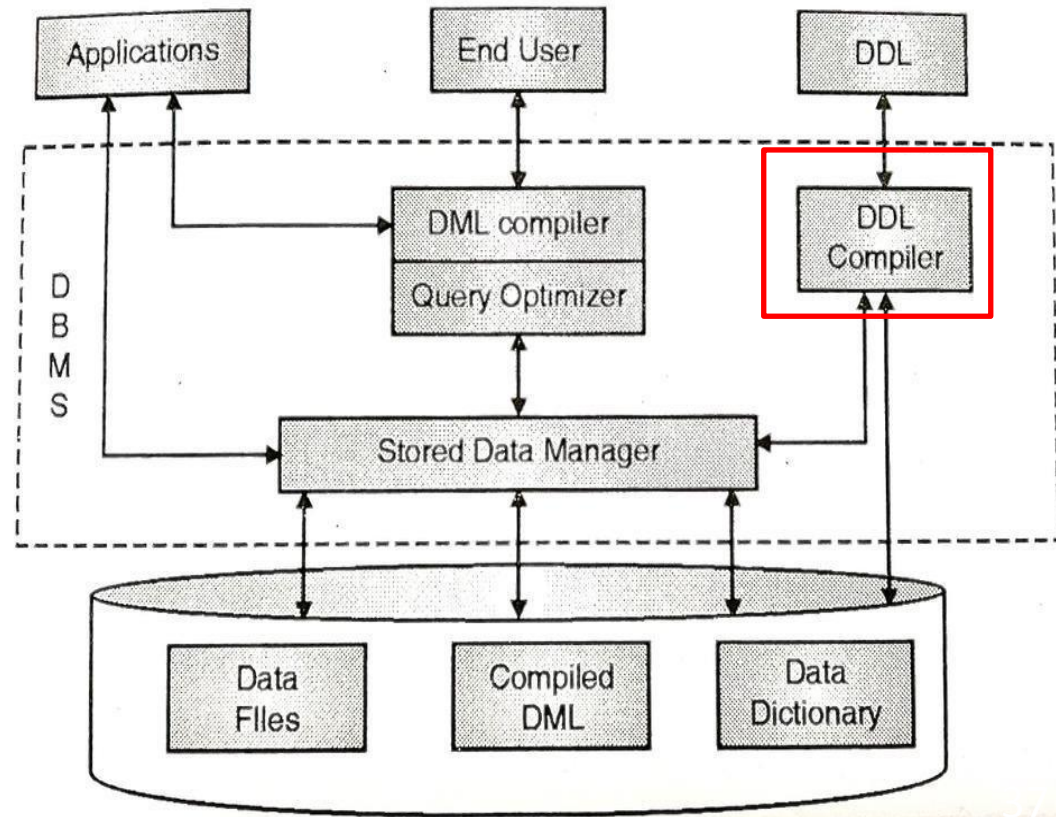 Applications
End User
DDL
DML compiler
Query Optimizer
DDL
Compiler
D
B
M
S
Stored Data Manager
Data
FIles
Compiled
DML
Data
Dictionary